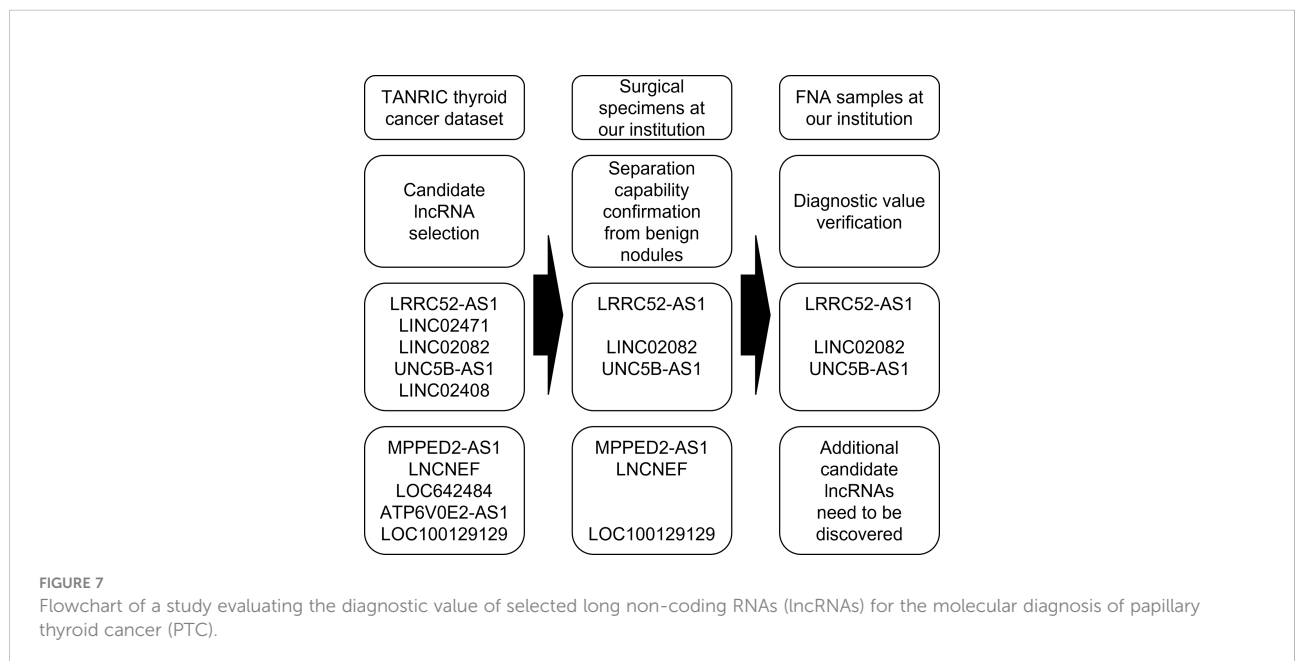 TANRIC thyroid
cancer dataset
Candidate
lncRNA
selection
LRRC52-AS1
LINC02471
LINC02082
UNC5B-AS1
LINC02408
MPPED2-AS1
LNCNEF
LOC642484
ATP6V0E2-AS1
LOC100129129
Surgical
specimens at
our institution
Separation
capability
confirmation
from benign
nodules
LRRC52-AS1
LINC02082
UNC5B-AS1
MPPED2-AS1
LNCNEF
LOC100129129
FNA samples at
our institution
Diagnostic value
verification
LRRC52-AS1
LINC02082
UNC5B-AS1
Additional
candidate
lncRNAs
need to be
discovered
FIGURE 7
Flowchart of a study evaluating the diagnostic value of selected long non-coding RNAs (lncRNAs) for the molecular diagnosis of papillary
thyroid cancer (PTC).